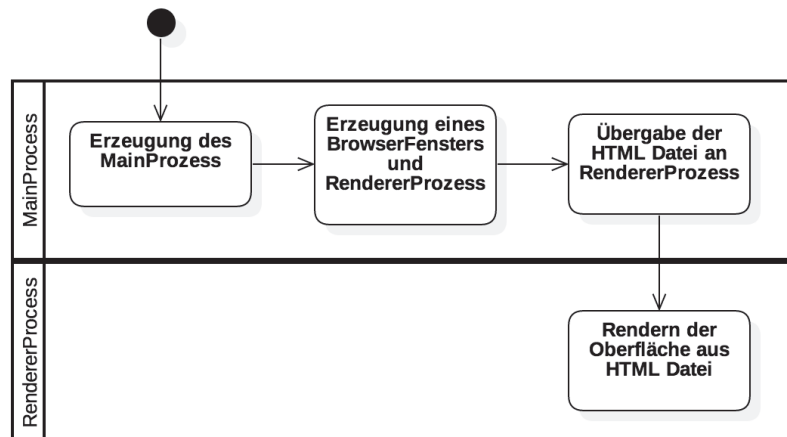 MainProcess
Erzeugung des
MainProzess
Erzeugung eines
BrowserFensters
und
RendererProzess
Übergabe der
HTML Datei an
RendererProzess
RendererProcess
Rendern der
Oberfläche aus
HTML Datei